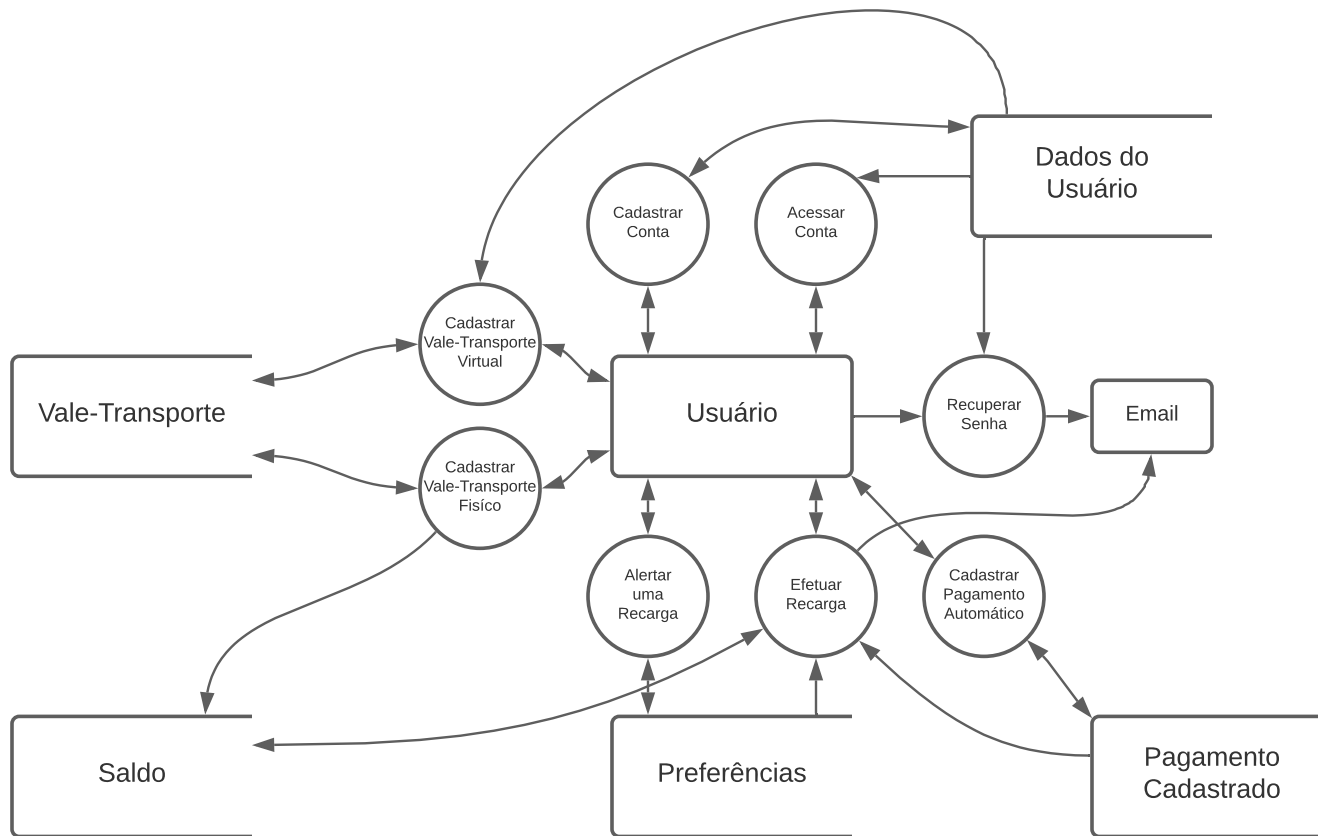 Dados do
Usuário
Cadastrar
Conta
Acessar
Conta
Cadastrar
Vale-Transporte
Virtual
Vale-Transporte
Usuário
Recuperar
Senha
Email
Cadastrar
Vale-Transporte
Fisíco
Alertar
uma
Recarga
Efetuar
Recarga
Cadastrar
Pagamento
Automático
Saldo
Preferências
Pagamento
Cadastrado